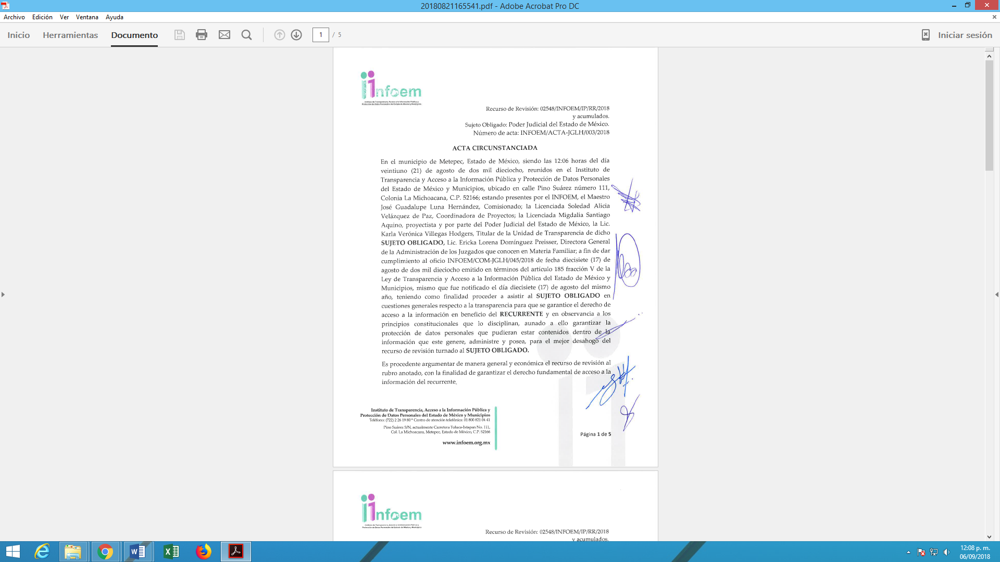 20180821165541.pdf - Adobe Acrobat Pro DC
Archivo Edición Ver Ventana Ayuda
Inicio Herramientas Documento 1 / 5 Iniciar sesión
infoem
Instituto de Transparencia, Acceso a la Información Pública y
Protección de Datos Personales del Estado de México y Municipios
Recurso de Revisión: 02548/INFOEM/IP/RR/2018
y acumulados.
Sujeto Obligado: Poder Judicial del Estado de México.
Número de acta: INFOEM/ACTA-JGLH/003/2018
ACTA CIRCUNSTANCIADA
En el municipio de Metepec, Estado de México, siendo las 12:06 horas del día
veintiuno (21) de agosto de dos mil dieciocho, reunidos en el Instituto de
Transparencia y Acceso a la Información Pública y Protección de Datos Personales
del Estado de México y Municipios, ubicado en calle Pino Suárez número 111,
Colonia La Michoacana, C.P. 52166; estando presentes por el INFOEM, el Maestro
José Guadalupe Luna Hernández, Comisionado; la Licenciada Soledad Alicia
Velázquez de Paz, Coordinadora de Proyectos; la Licenciada Migdalia Santiago
Aquino, proyectista y por parte del Poder Judicial del Estado de México, la Lic.
Karla Verónica Villegas Hodgers, Titular de la Unidad de Transparencia de dicho
SUJETO OBLIGADO, Lic. Ericka Lorena Domínguez Preisser, Directora General
de la Administración de los Juzgados que conocen en Materia Familiar; a fin de dar
cumplimiento al oficio INFOEM/COM-JGLH/045/2018 de fecha diecisiete (17) de
agosto de dos mil dieciocho emitido en términos del artículo 185 fracción V de la
Ley de Transparencia y Acceso a la Información Pública del Estado de México y
Municipios, mismo que fue notificado el día diecisiete (17) de agosto del mismo
año, teniendo como finalidad proceder a asistir al SUJETO OBLIGADO en
cuestiones generales respecto a la transparencia para que se garantice el derecho de
acceso a la información en beneficio del RECURRENTE y en observancia a los
principios constitucionales que lo disciplinan, aunado a ello garantizar la
protección de datos personales que pudieran estar contenidos dentro de la
información que este genere, administre y posea, para el mejor desahogo del
recurso de revisión turnado al SUJETO OBLIGADO.
Es procedente argumentar de manera general y económica el recurso de revisión al
rubro anotado, con la finalidad de garantizar el derecho fundamental de acceso a la
información del recurrente.
Instituto de Transparencia, Acceso a la Información Pública y
Protección de Datos Personales del Estado de México y Municipios
Teléfono: (722) 2 26 19 80 * Centro de atención telefónica: 01 800 821 04 41
Pino Suárez S/N, actualmente Carretera Toluca-Ixtapan No. 111,
Col. La Michoacana, Metepec, Estado de México, C.P. 52166
www.infoem.org.mx
Página 1 de 5
infoem
Instituto de Transparencia, Acceso a la Información Pública y
Protección de Datos Personales del Estado de México y Municipios
Recurso de Revisión: 02548/INFOEM/IP/RR/2018
y acumulados.
12:08 p. m.
06/09/2018